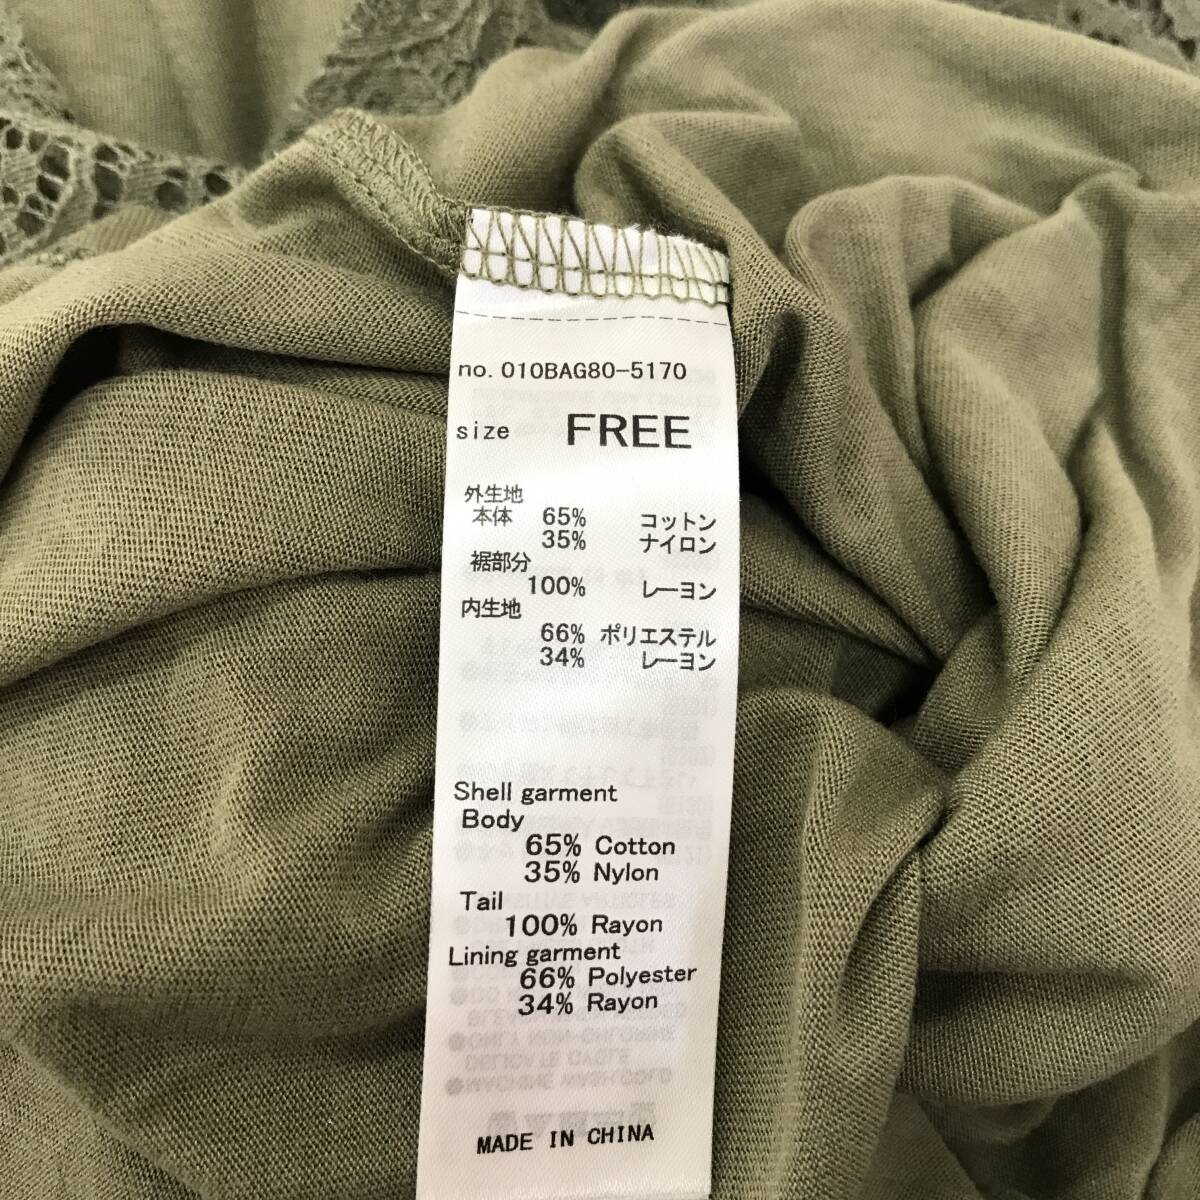 no. 010BAG80-5170
size FREE
外生地
本体 65% コットン
35% ナイロン
裾部分
100% レーヨン
内生地
66% ポリエステル
34% レーヨン
Shell garment
Body
65% Cotton
35% Nylon
Tail
100% Rayon
Lining garment
66% Polyester
34% Rayon
MADE IN CHINA